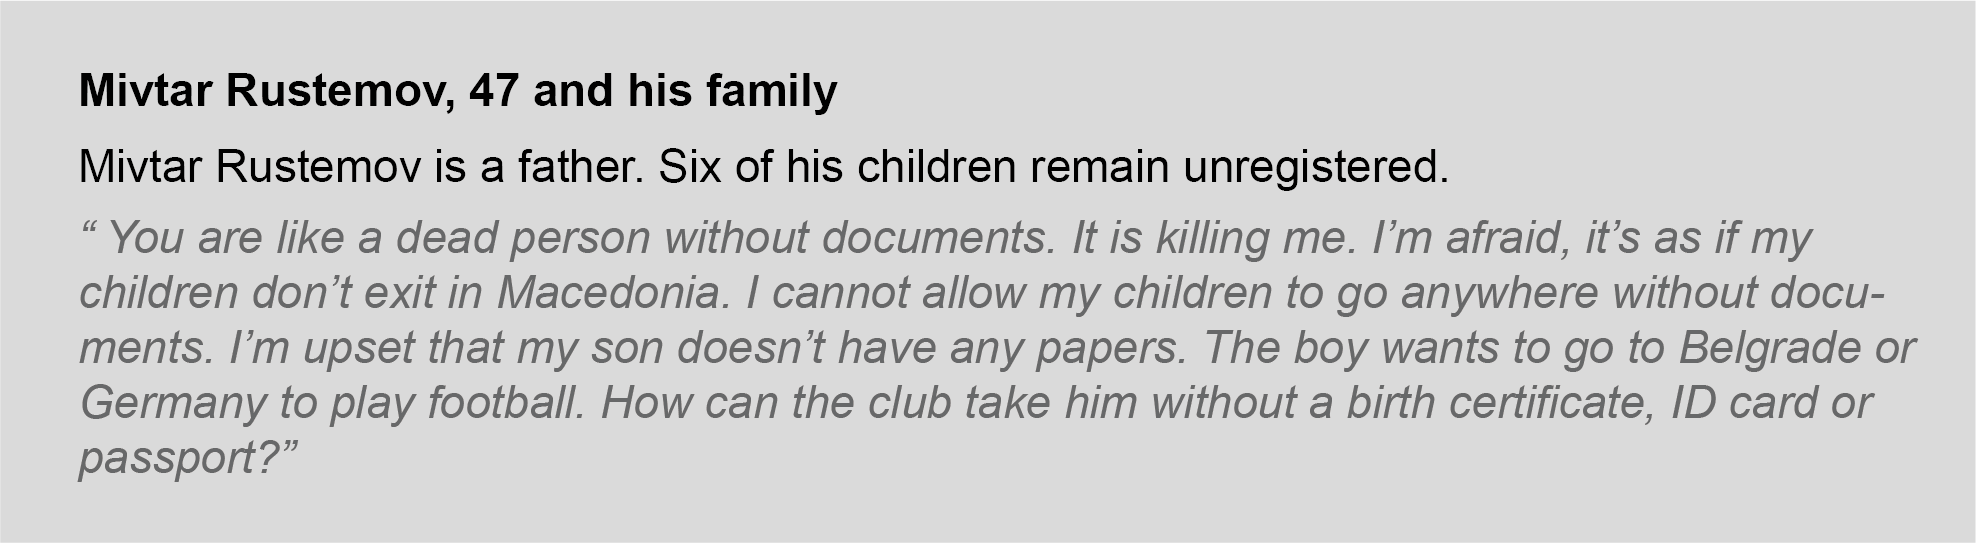 Mivtar Rustemov, 47 and his family
Mivtar Rustemov is a father. Six of his children remain unregistered.
“ You are like a dead person without documents. It is killing me. I’m afraid, it’s as if my
children don’t exit in Macedonia. I cannot allow my children to go anywhere without docu-
ments. I’m upset that my son doesn’t have any papers. The boy wants to go to Belgrade or
Germany to play football. How can the club take him without a birth certificate, ID card or
passport?”